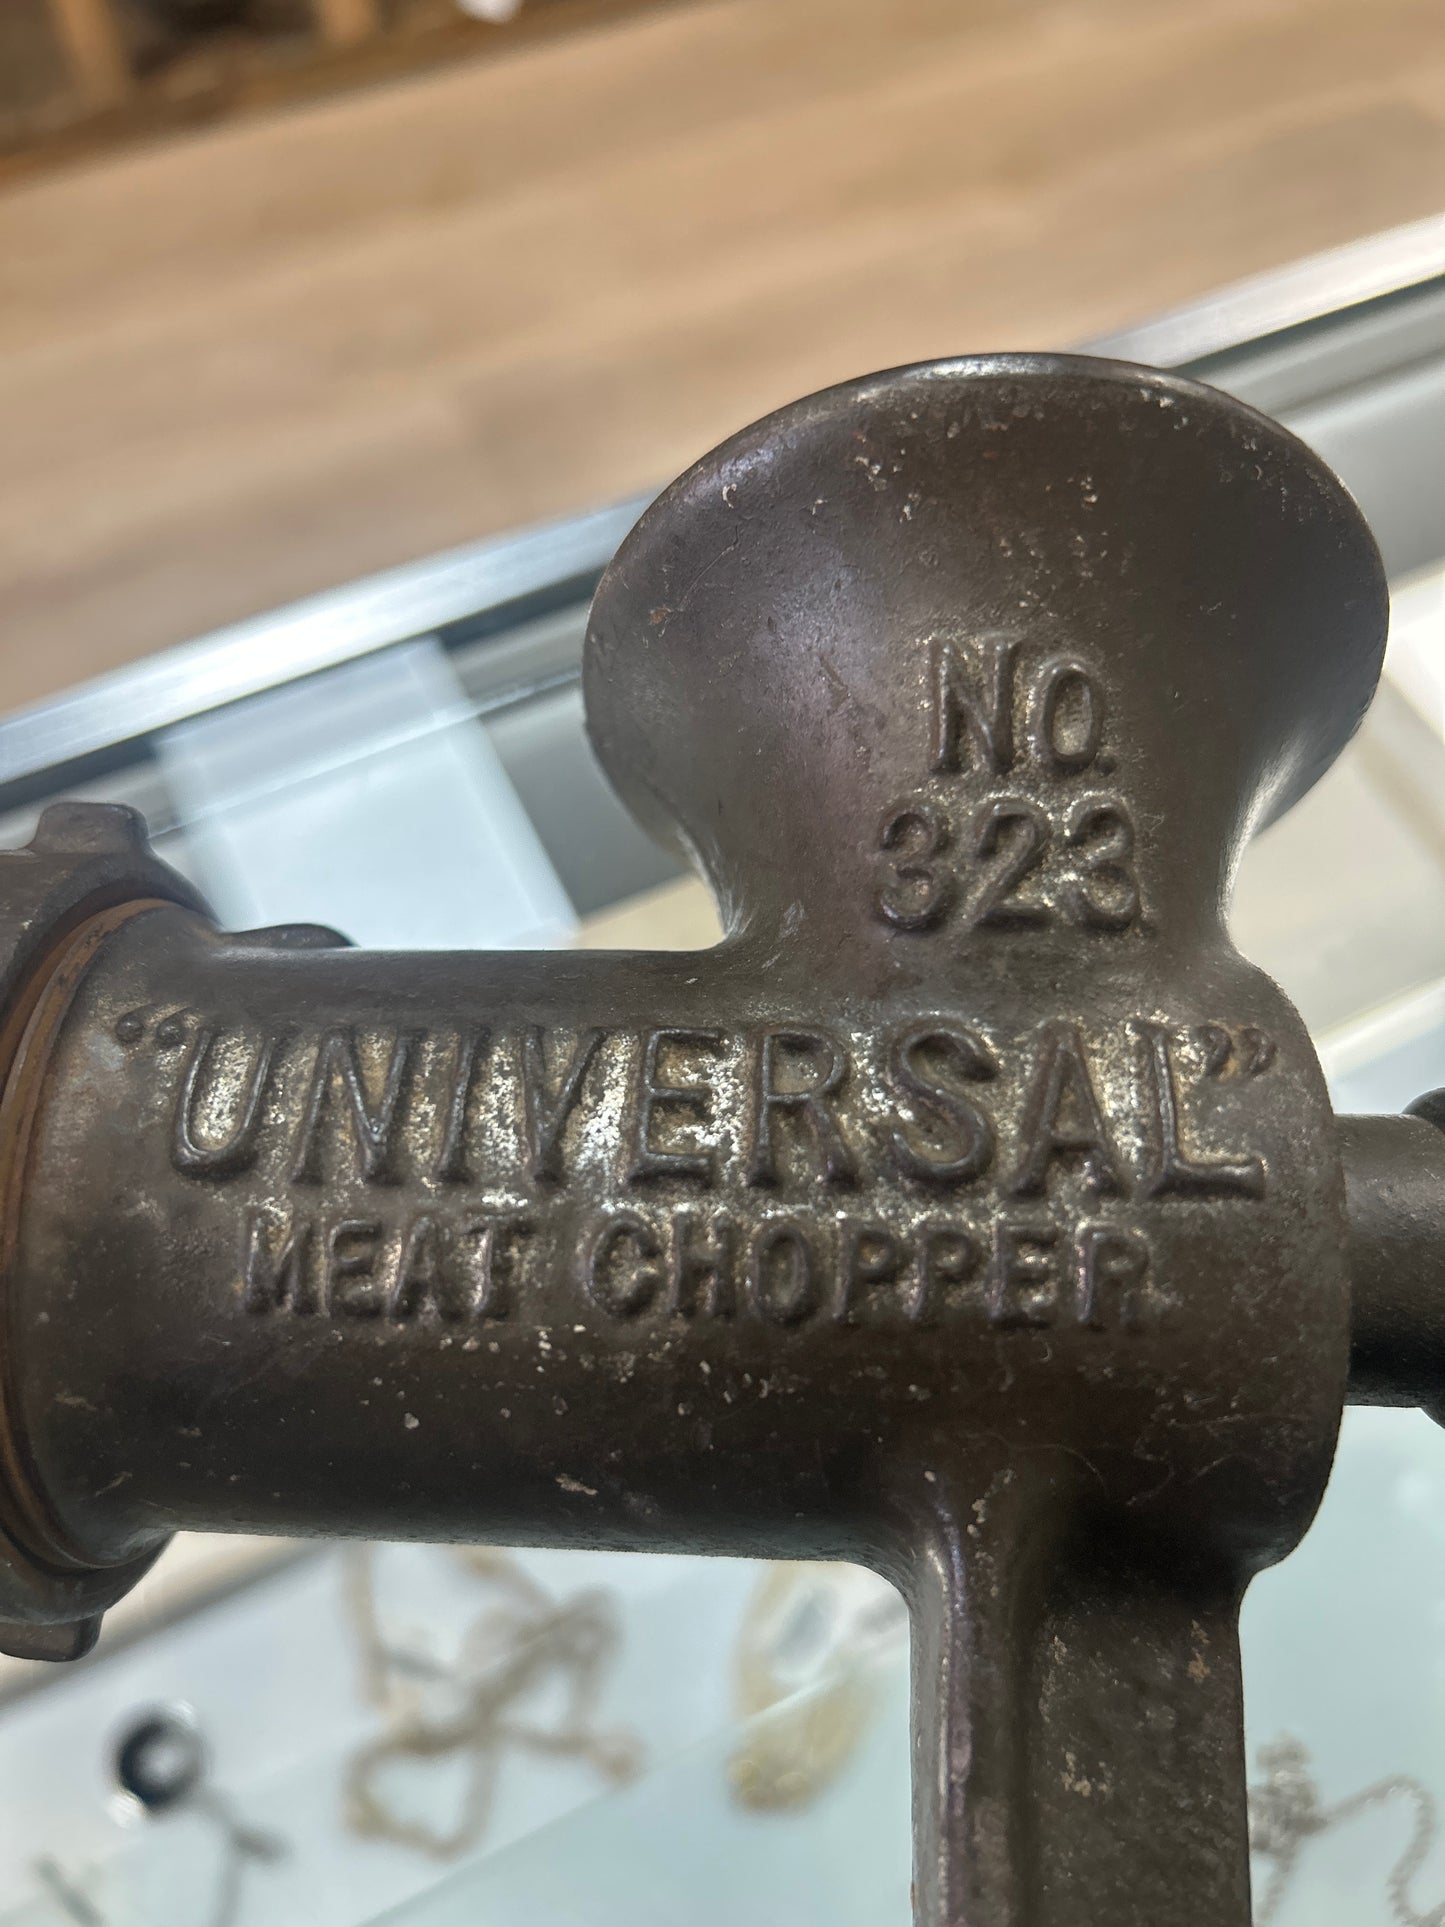 NO.
323.
“UNIVERSAL”
MEAT CHOPPER.